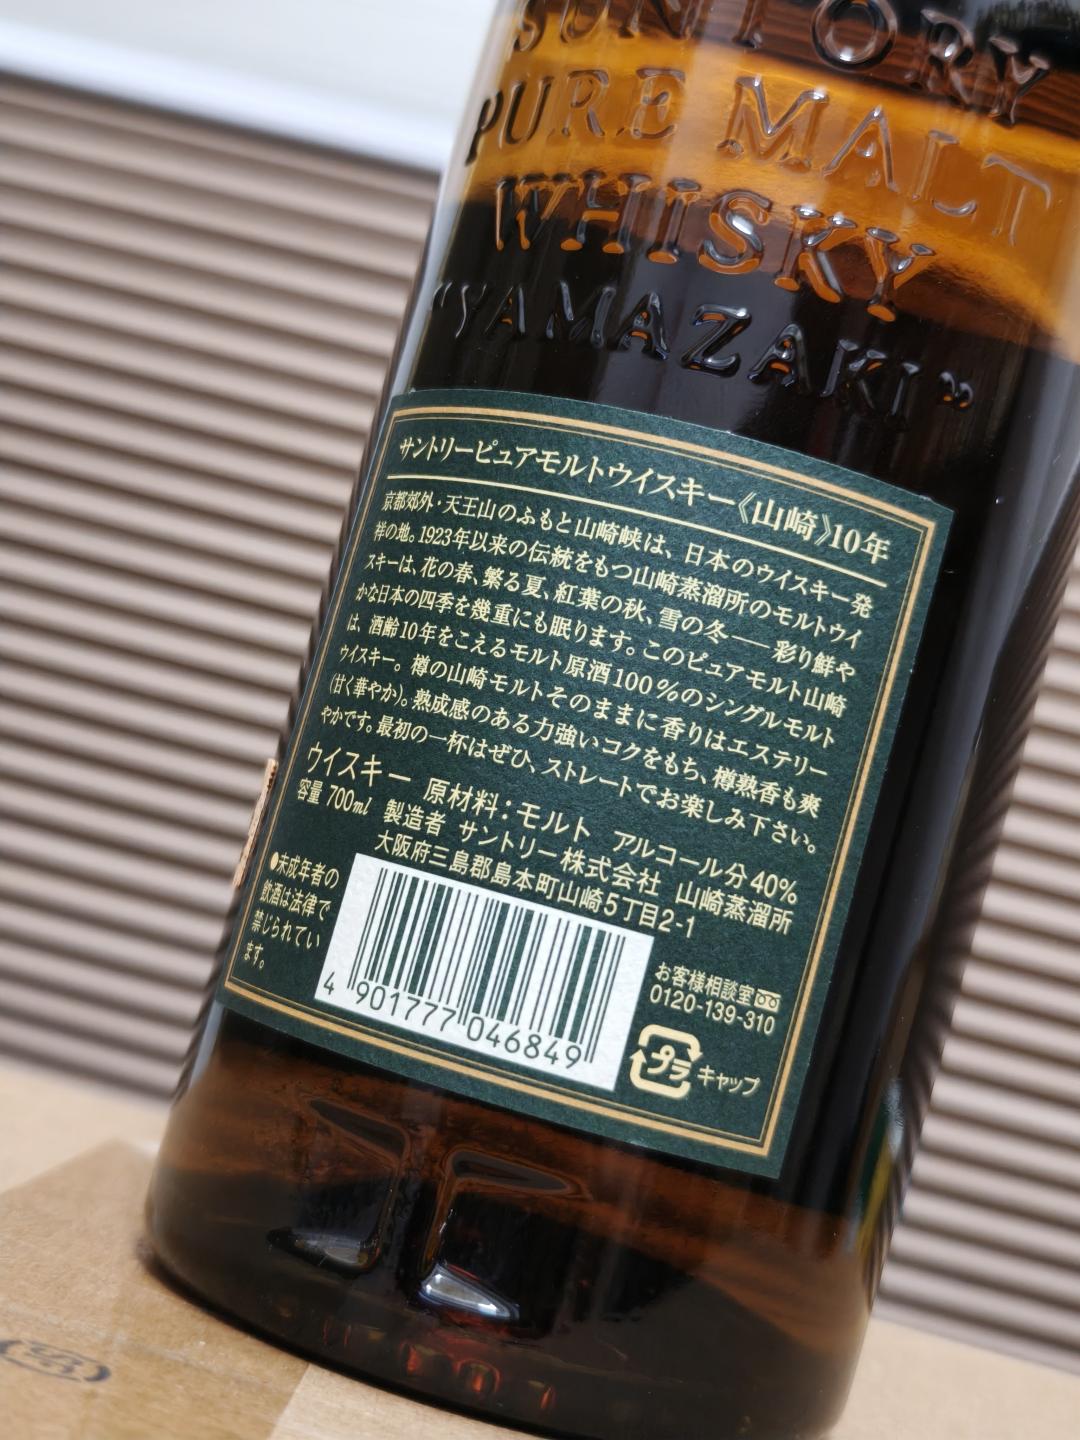 SUNTORY
PURE MALT
WHISKY
"YAMAZAKI"
サントリーピュアモルトウイスキー《山崎》10年
京都郊外・天王山のふもと山崎峡は、日本のウイスキー発
祥の地。1923年以来の伝統をもつ山崎蒸溜所のモルトウイ
スキーは、花の春、繁る夏、紅葉の秋、雪の冬――彩り鮮や
かな日本の四季を幾重にも眠ります。このピュアモルト山崎
は、酒齢10年をこえるモルト原酒100%のシングルモルト
ウイスキー。樽の山崎モルトそのままに香りはエステリー
(甘く華やか)。熟成感のある力強いコクをもち、樽熟香も爽
やかです。最初の一杯はぜひ、ストレートでお楽しみ下さい。
ウイスキー 原材料:モルト アルコール分40%
容量 700ml 製造者 サントリー株式会社 山崎蒸溜所
大阪府三島郡島本町山崎5丁目2-1
●未成年者の
飲酒は法律で
禁じられてい
ます。
4 901777 046849
お客様相談室
0120-139-310
プラ キャップ